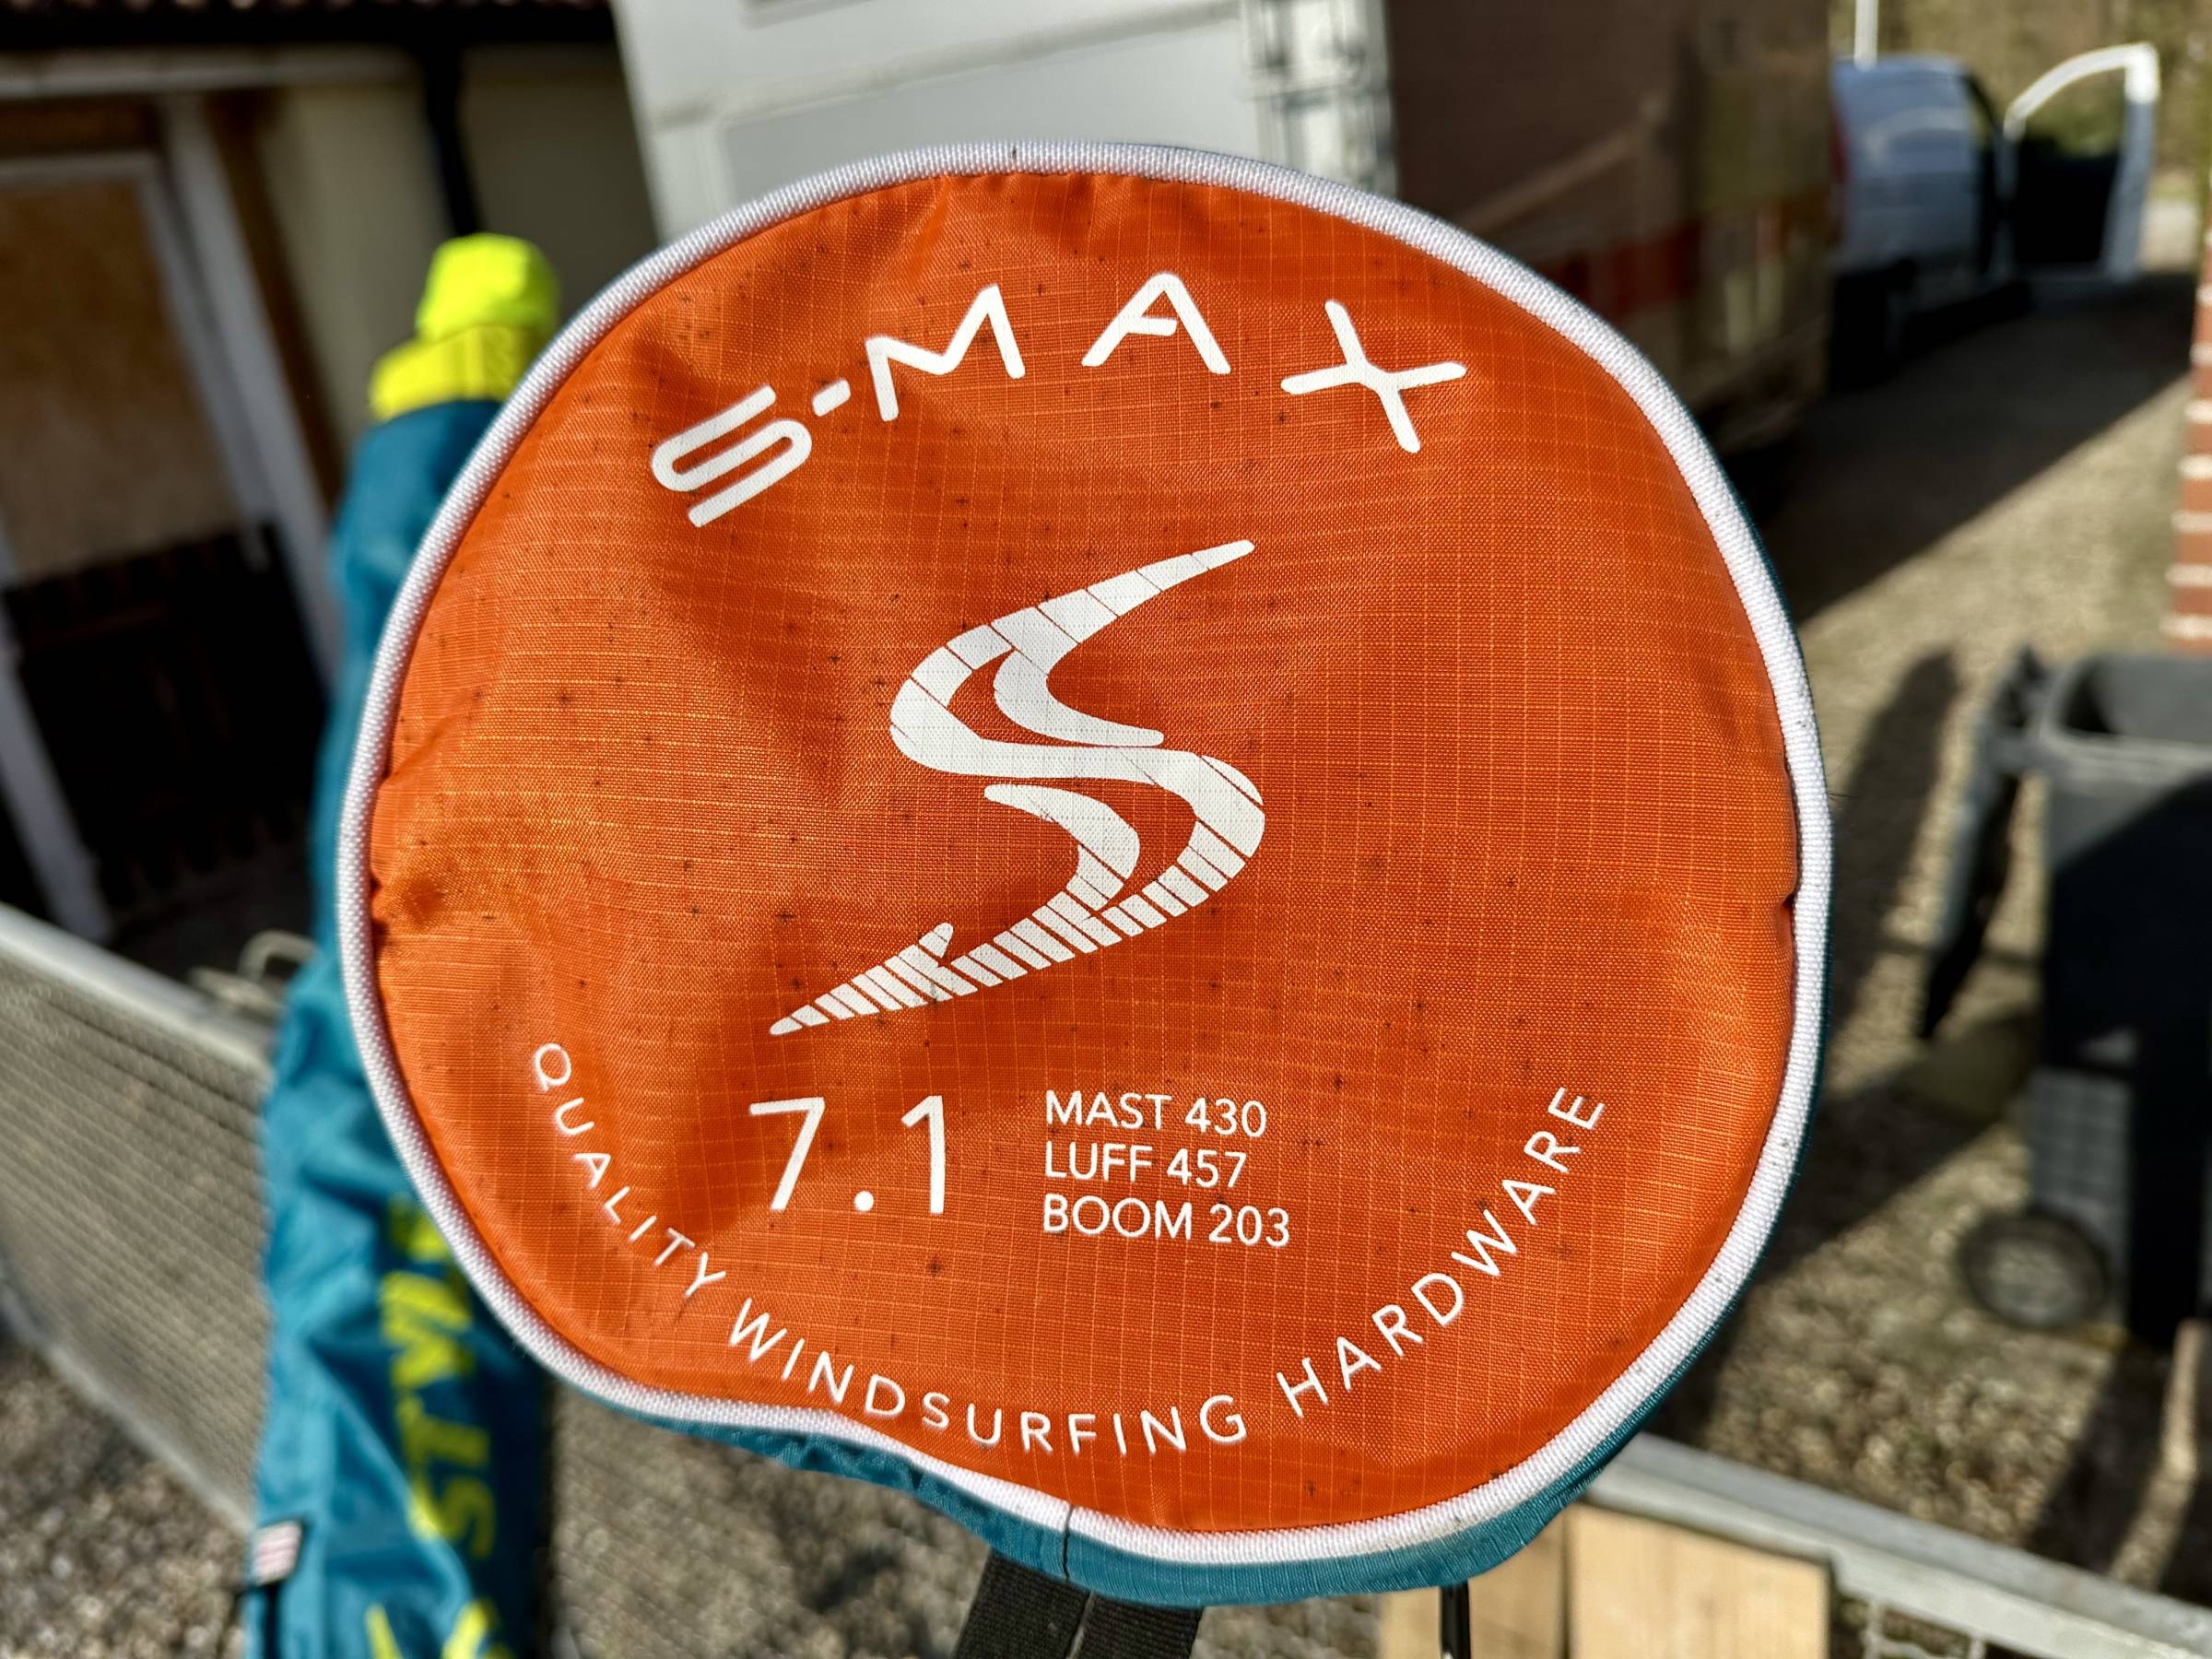 S-MAX
7.1
MAST 430
LUFF 457
BOOM 203
QUALITY WINDSURFING HARDWARE